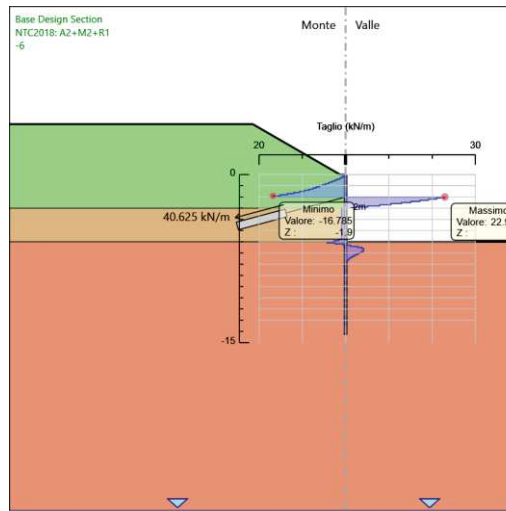 Base Design Section
NTC2018: A2+M2+R1
-6
Monte
Valle
Taglio (kN/m)
20
30
0
40.625 kN/m
Minimo
Valore: -16.785
Z : -1.9
Massimo
Valore: 22.
Z :
-15